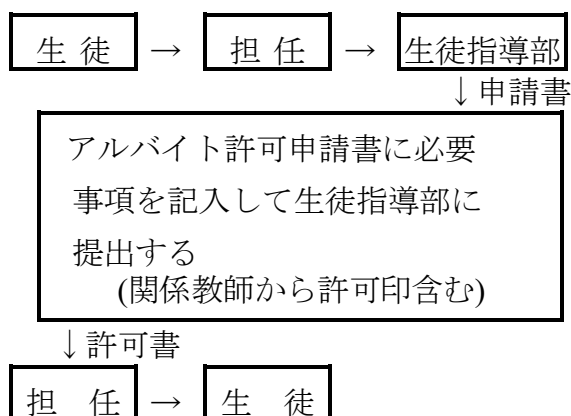 生 徒 → 担 任 → 生徒指導部
↓申請書
アルバイト許可申請書に必要
事項を記入して生徒指導部に
提出する
(関係教師から許可印含む)
↓許可書
担 任 → 生 徒